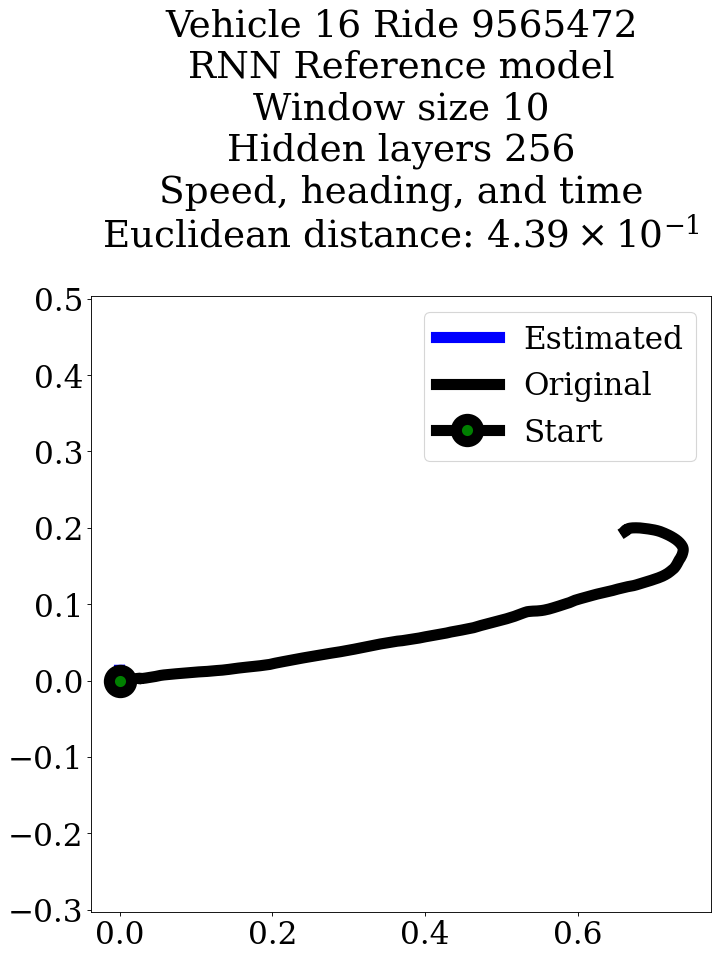 Vehicle 16 Ride 9565472
RNN Reference model
Window size 10
Hidden layers 256
Speed, heading, and time
Euclidean distance: 4.39 × 10⁻¹
0.5
Estimated
0.4
Original
0.3
Start
0.2
0.1
0.0
−0.1
−0.2
−0.3
0.0 0.2 0.4 0.6